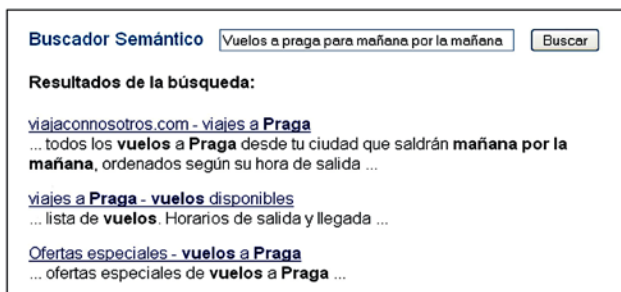 Buscador Semántico Vuelos a praga para mañana por la mañana Buscar
Resultados de la búsqueda:
viajaconnosotros.com - viajes a Praga
... todos los vuelos a Praga desde tu ciudad que saldrán mañana por la
mañana, ordenados según su hora de salida ...
viajes a Praga - vuelos disponibles
... lista de vuelos. Horarios de salida y llegada ...
Ofertas especiales - vuelos a Praga
... ofertas especiales de vuelos a Praga ...